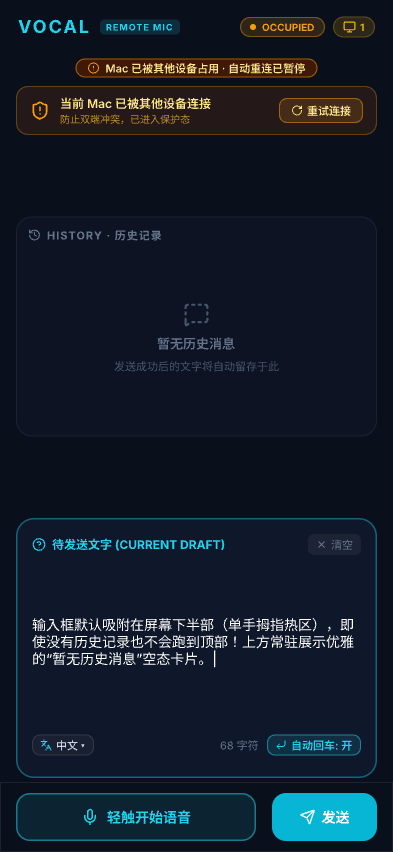 VOCAL REMOTE MIC OCCUPIED 1
Mac 已被其他设备占用 · 自动重连已暂停
当前 Mac 已被其他设备连接
防止双端冲突，已进入保护态
重试连接
HISTORY · 历史记录
暂无历史消息
发送成功后的文字将自动留存于此
待发送文字 (CURRENT DRAFT)
清空
输入框默认吸附在屏幕下半部（单手拇指热区），即
使没有历史记录也不会跑到顶部！上方常驻展示优雅
的“暂无历史消息”空态卡片。
中文
68 字符
自动回车: 开
轻触开始语音
发送